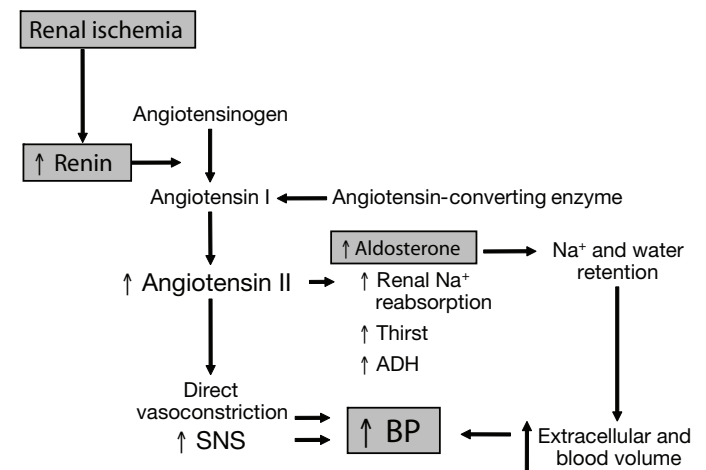 Renal ischemia
Angiotensinogen
↑ Renin
Angiotensin I
Angiotensin-converting enzyme
↑ Aldosterone
Na⁺ and water
retention
↑ Angiotensin II
↑ Renal Na⁺
reabsorption
↑ Thirst
↑ ADH
Direct
vasoconstriction
↑ SNS
↑ BP
↑ Extracellular and
blood volume